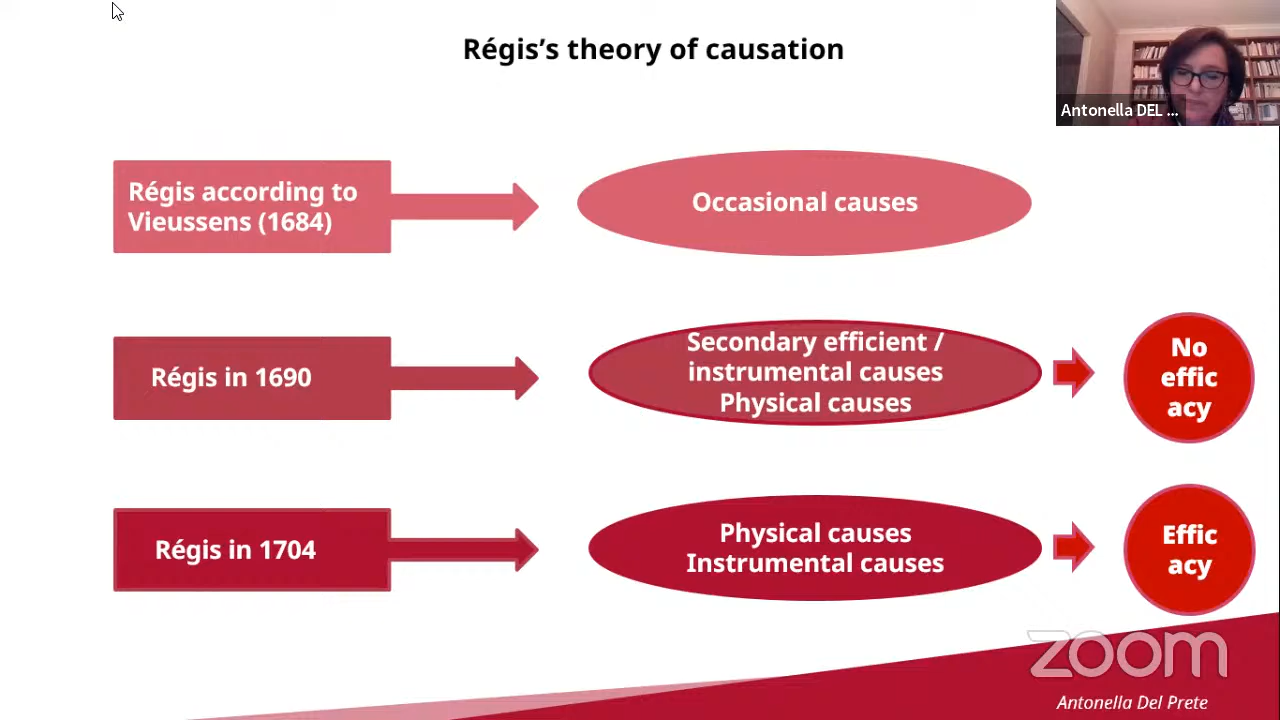 Régis’s theory of causation
Antonella DEL ...
Régis according to
Vieussens (1684)
Occasional causes
Régis in 1690
Secondary efficient /
instrumental causes
Physical causes
No
effic
acy
Régis in 1704
Physical causes
Instrumental causes
Effic
acy
zoom
Antonella Del Prete